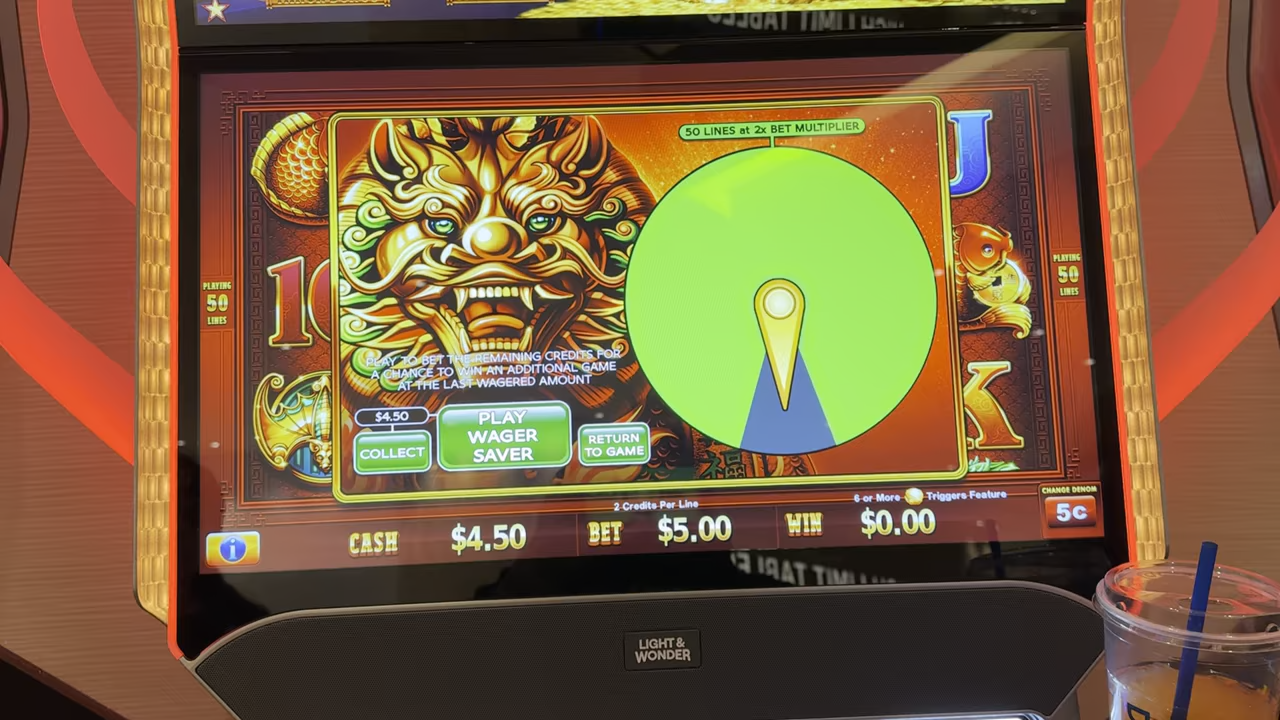 50 LINES at 2x BET MULTIPLIER
J
PLAYING
50
LINES
10
PLAYING
50
LINES
PLAY TO BET THE REMAINING CREDITS FOR
A CHANCE TO WIN AN ADDITIONAL GAME
AT THE LAST WAGERED AMOUNT
K
$4.50
COLLECT
PLAY
WAGER
SAVER
RETURN
TO GAME
2 Credits Per Line
6 or More Triggers Feature
CHANGE DENOM
5¢
i
CASH $4.50 BET $5.00 WIN $0.00
LIGHT &
WONDER